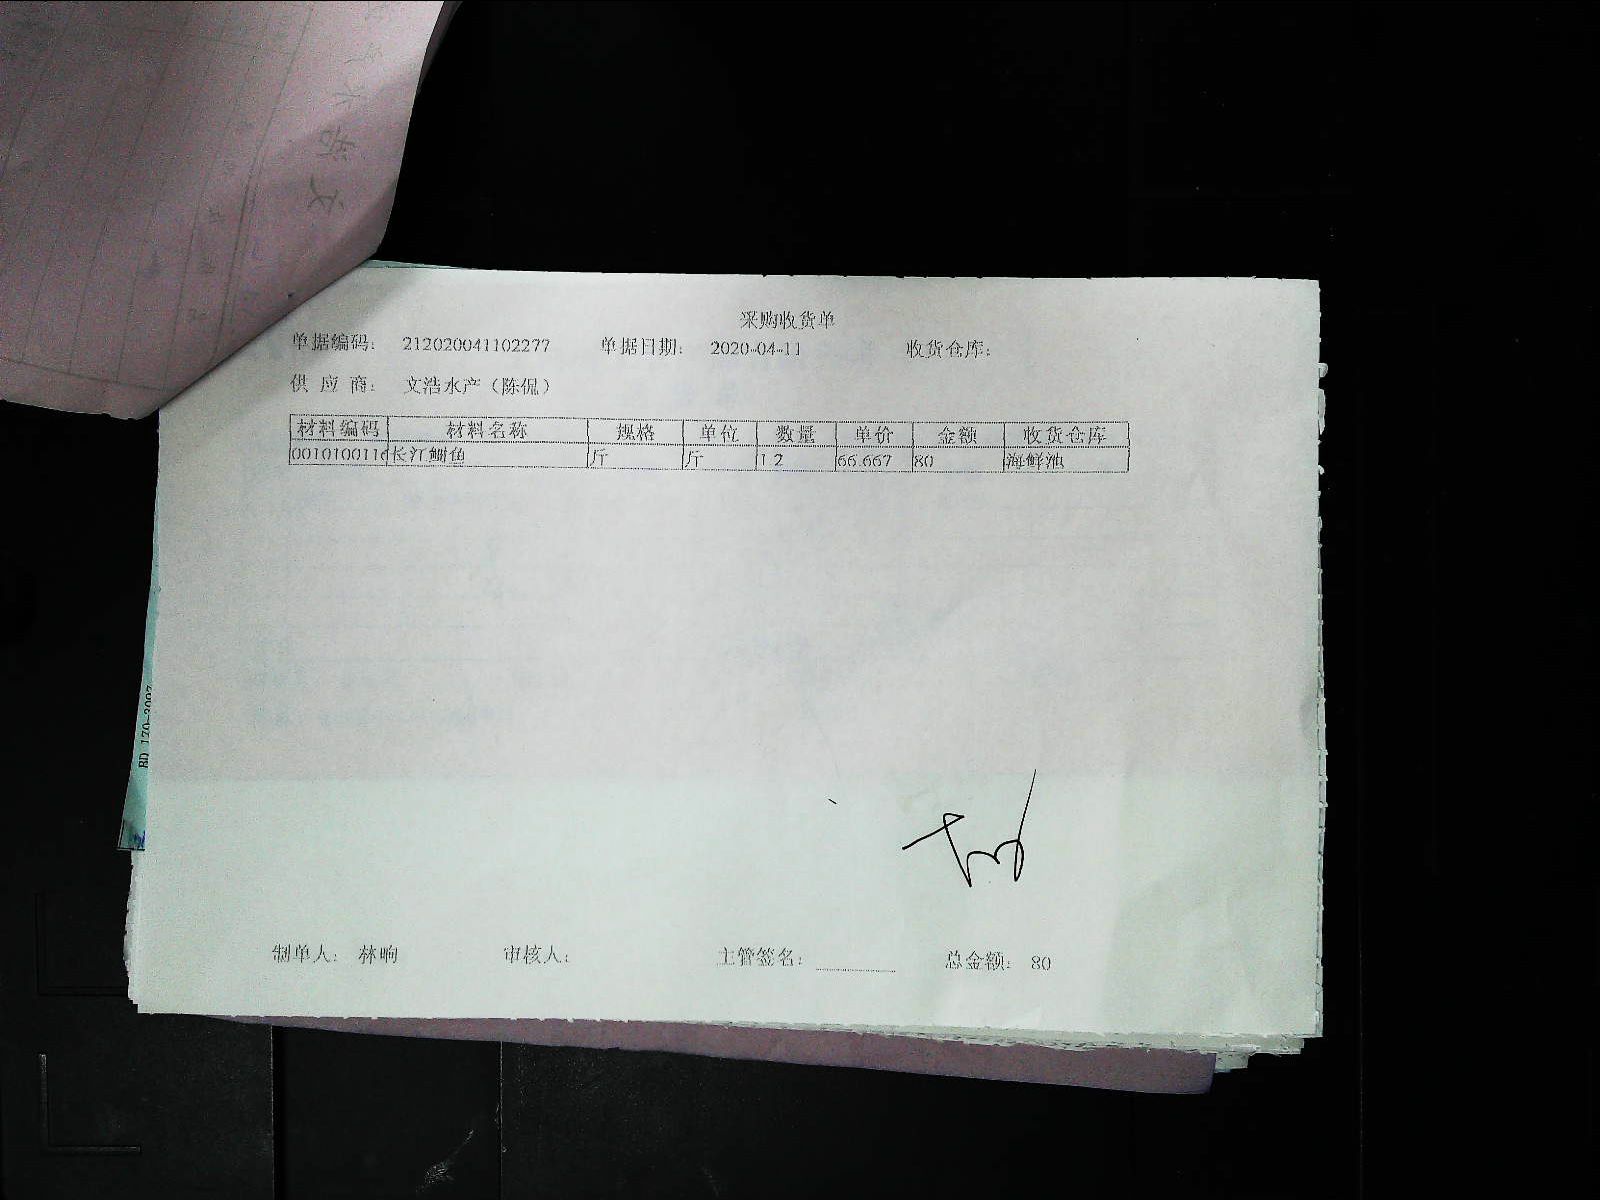 采购收货单
单据编码： 212020041102277 单据日期： 2020-04-11 收货仓库：
供 应 商： 文浩水产（陈侃）
材料编码 材料名称 规格 单位 数量 单价 金额 收货仓库
0010100116 长江鮰鱼 斤 斤 1.2 66.667 80 海鲜池
制单人： 林响 审核人： 主管签名： 总金额： 80
BD 170-2007